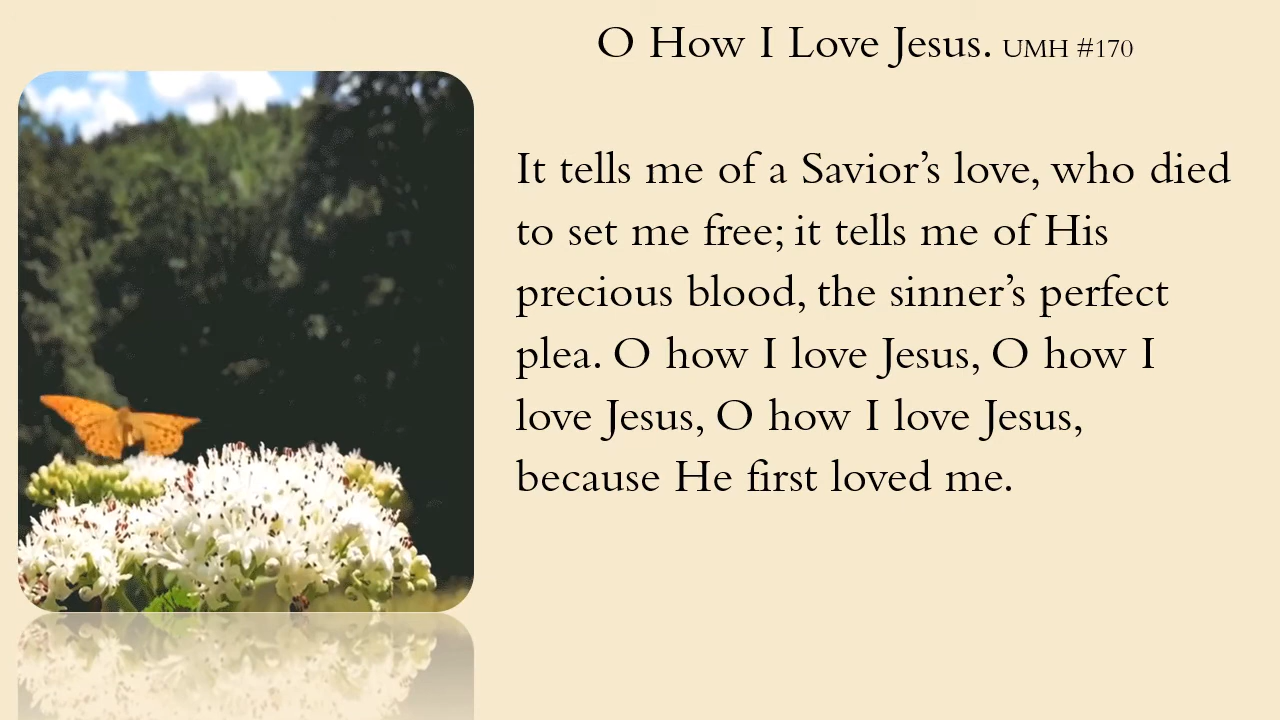 O How I Love Jesus. UMH #170
It tells me of a Savior’s love, who died
to set me free; it tells me of His
precious blood, the sinner’s perfect
plea. O how I love Jesus, O how I
love Jesus, O how I love Jesus,
because He first loved me.